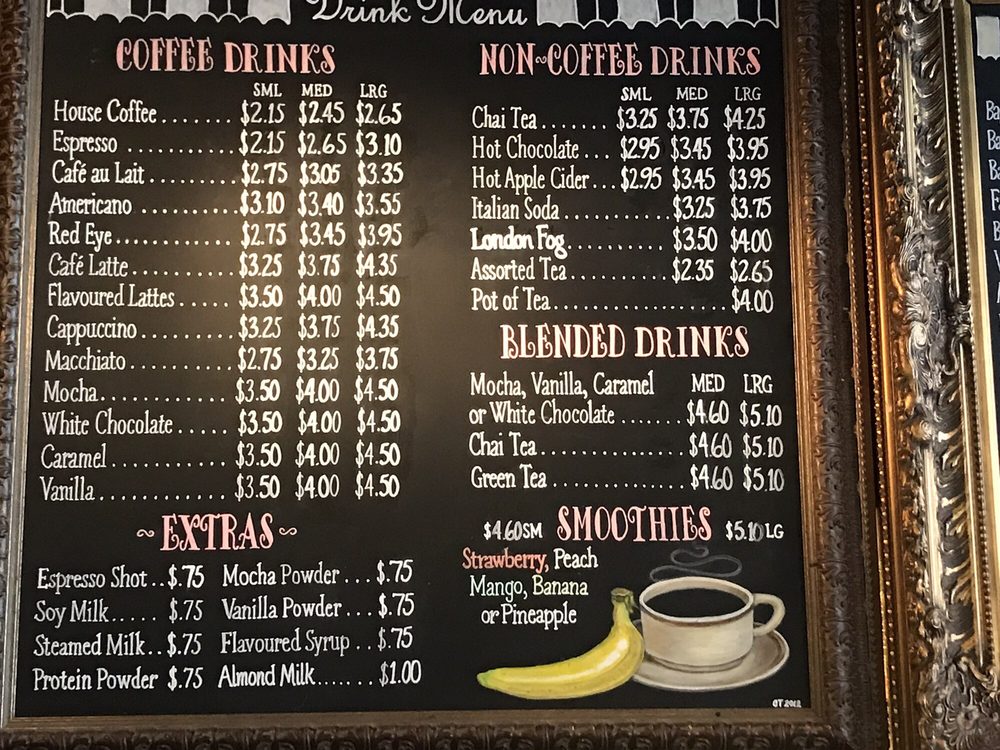 Drink Menu
COFFEE DRINKS
SML MED LRG
House Coffee ....... $2.15 $2.45 $2.65
Espresso .......... $2.15 $2.65 $3.10
Café au Lait ......... $2.75 $3.05 $3.35
Americano .......... $3.10 $3.40 $3.55
Red Eye............ $2.75 $3.45 $3.95
Café Latte.......... $3.25 $3.75 $4.35
Flavoured Lattes ..... $3.50 $4.00 $4.50
Cappuccino ......... $3.25 $3.75 $4.35
Macchiato .......... $2.75 $3.25 $3.75
Mocha............. $3.50 $4.00 $4.50
White Chocolate ..... $3.50 $4.00 $4.50
Caramel ........... $3.50 $4.00 $4.50
Vanilla ............ $3.50 $4.00 $4.50
~EXTRAS~
Espresso Shot .. $.75 Mocha Powder ... $.75
Soy Milk..... $.75 Vanilla Powder ... $.75
Steamed Milk.. $.75 Flavoured Syrup .. $.75
Protein Powder $.75 Almond Milk....... $1.00
NON~COFFEE DRINKS
SML MED LRG
Chai Tea ....... $3.25 $3.75 $4.25
Hot Chocolate ... $2.95 $3.45 $3.95
Hot Apple Cider ... $2.95 $3.45 $3.95
Italian Soda .......... $3.25 $3.75
London Fog.......... $3.50 $4.00
Assorted Tea.......... $2.35 $2.65
Pot of Tea................ $4.00
BLENDED DRINKS
Mocha, Vanilla, Caramel MED LRG
or White Chocolate ...... $4.60 $5.10
Chai Tea.............. $4.60 $5.10
Green Tea ............. $4.60 $5.10
$4.60SM SMOOTHIES $5.10 LG
Strawberry, Peach
Mango, Banana
or Pineapple